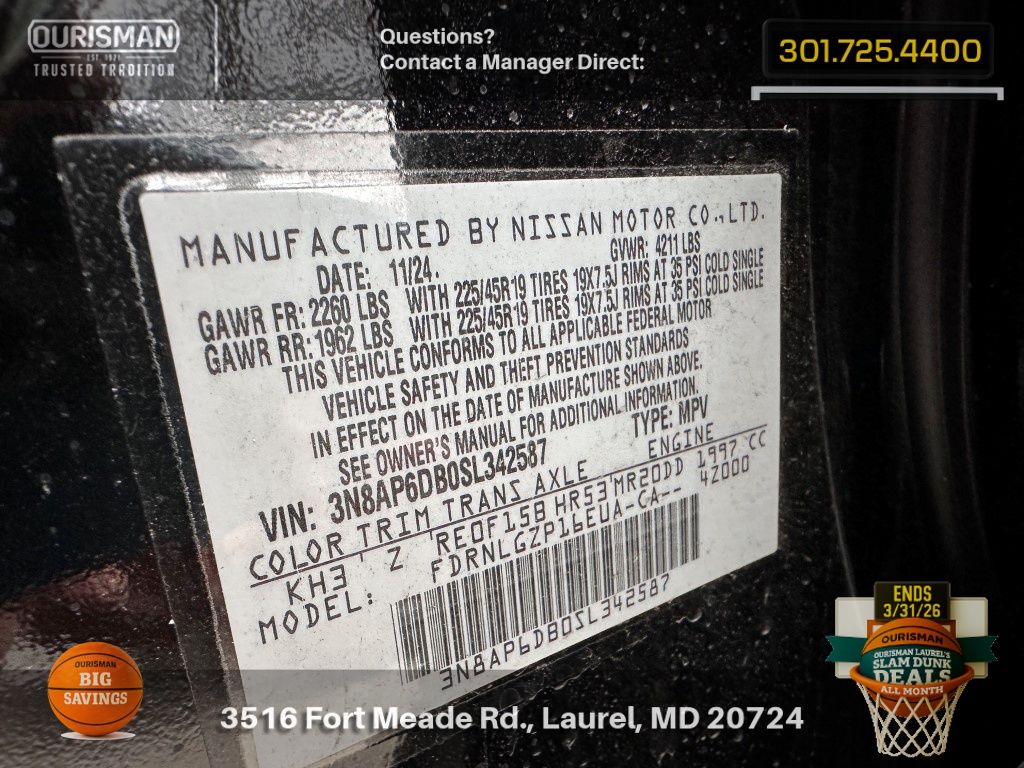 OURISMAN
EST. 1921
TRUSTED TRADITION
Questions?
Contact a Manager Direct:
301.725.4400
MANUFACTURED BY NISSAN MOTOR CO.,LTD.
DATE: 11/24. GVWR: 4211 LBS
GAWR FR: 2260 LBS WITH 225/45R19 TIRES 19X7.5J RIMS AT 35 PSI COLD SINGLE
GAWR RR: 1962 LBS WITH 225/45R19 TIRES 19X7.5J RIMS AT 35 PSI COLD SINGLE
THIS VEHICLE CONFORMS TO ALL APPLICABLE FEDERAL MOTOR
VEHICLE SAFETY AND THEFT PREVENTION STANDARDS
IN EFFECT ON THE DATE OF MANUFACTURE SHOWN ABOVE.
SEE OWNER'S MANUAL FOR ADDITIONAL INFORMATION.
VIN: 3N8AP6DB0SL342587 TYPE: MPV
COLOR TRIM TRANS AXLE ENGINE
KH3 Z RE0F15B HR53 MR20DD 1997 CC
MODEL: FDRNLGZP16EUA-CA-- 4Z000
3N8AP6DB0SL342587
OURISMAN
BIG
SAVINGS
3516 Fort Meade Rd., Laurel, MD 20724
ENDS
3/31/26
OURISMAN
OURISMAN LAUREL'S
SLAM DUNK
DEALS
ALL MONTH